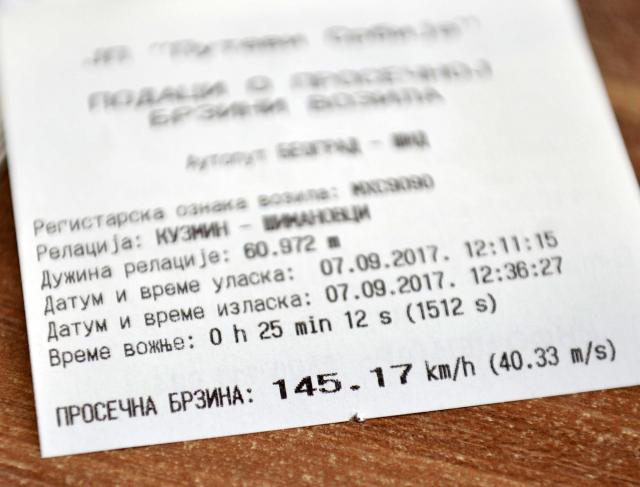 ЈП "Путеви Србије"
ПОДАЦИ О ПРОСЕЧНОЈ
БРЗИНИ ВОЗИЛА
Аутопут БЕОГРАД - ШИД
Регистарска ознака возила:
Релација: КУЗМИН - ШИМАНОВЦИ
Дужина релације: 60.972 m
Датум и време уласка: 07.09.2017. 12:11:15
Датум и време изласка: 07.09.2017. 12:36:27
Време вожње: 0 h 25 min 12 s (1512 s)
ПРОСЕЧНА БРЗИНА: 145.17 km/h (40.33 m/s)